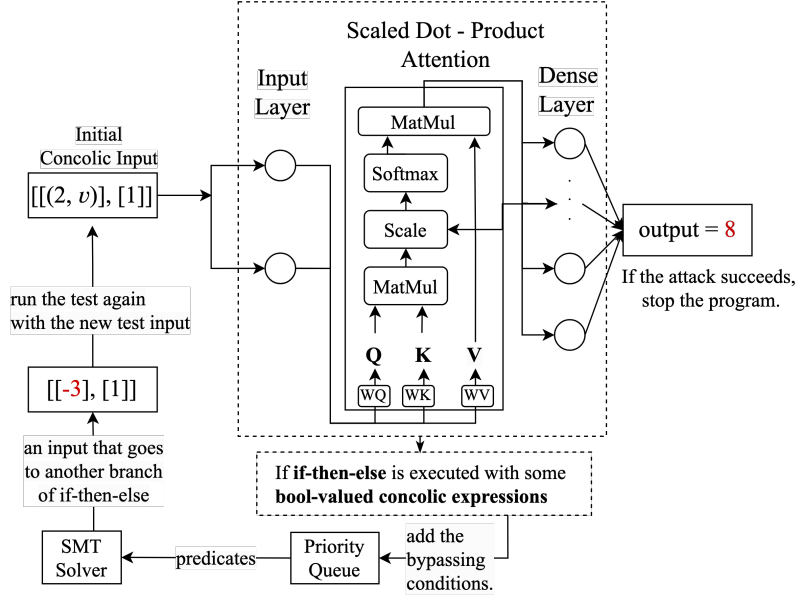 Scaled Dot - Product
Attention
Input
Layer
Dense
Layer
Initial
Concolic Input
[[(2, v)], [1]]
MatMul
Softmax
Scale
MatMul
Q
K
V
WQ
WK
WV
.
.
.
output = 8
If the attack succeeds,
stop the program.
run the test again
with the new test input
[[-3], [1]]
an input that goes
to another branch
of if-then-else
If if-then-else is executed with some
bool-valued concolic expressions
SMT
Solver
predicates
Priority
Queue
add the
bypassing
conditions.